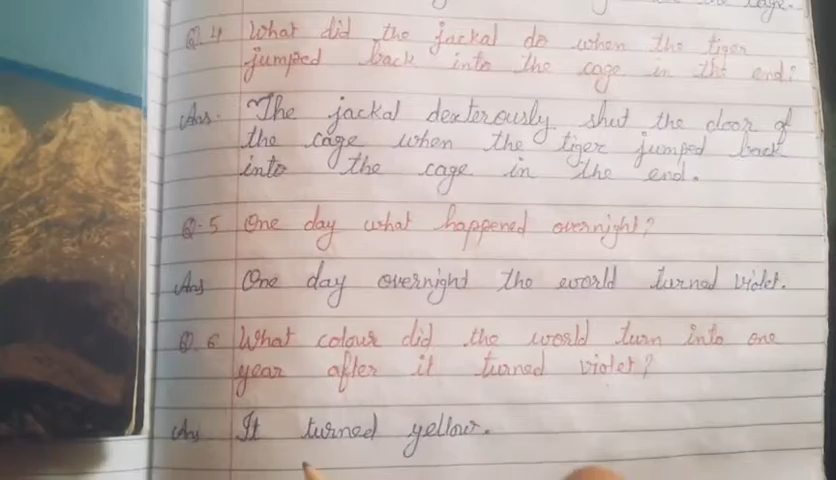 cage.
Q.4 What did the jackal do when the tiger
jumped back into the cage in the end?
Ans. The jackal dexterously shut the door of
the cage when the tiger jumped back
into the cage in the end.
Q.5 One day what happened overnight?
Ans One day overnight the world turned violet.
Q.6 What colour did the world turn into one
year after it turned violet?
Ans It turned yellow.